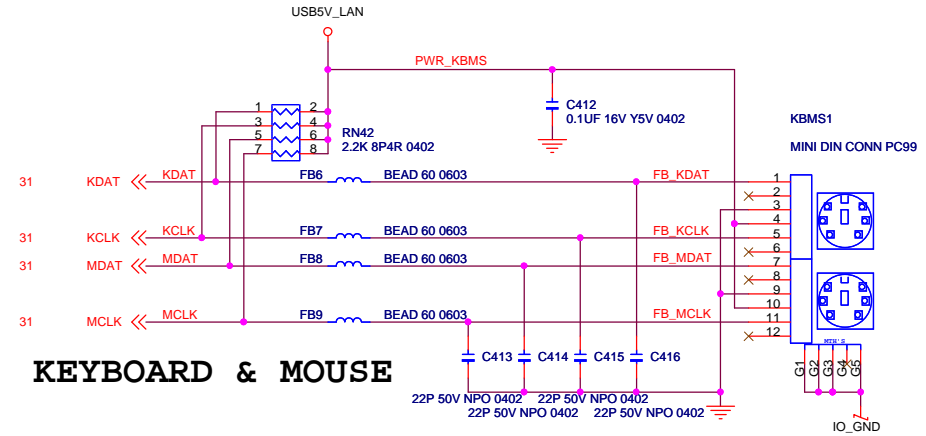 USB5V_LAN
PWR_KBMS
C412
0.1UF 16V Y5V 0402
KBMS1
MINI DIN CONN PC99
1 2
3 4
5 6
7 8
RN42
2.2K 8P4R 0402
31 KDAT KDAT FB6 BEAD 60 0603 FB_KDAT 1
2
3
4
31 KCLK KCLK FB7 BEAD 60 0603 FB_KCLK 5
6
31 MDAT MDAT FB8 BEAD 60 0603 FB_MDAT 7
8
9
10
31 MCLK MCLK FB9 BEAD 60 0603 FB_MCLK 11
12
MTH'S
G1 G2 G3 G4 G5
C413 C414 C415 C416
KEYBOARD & MOUSE
22P 50V NPO 0402 22P 50V NPO 0402
22P 50V NPO 0402 22P 50V NPO 0402
IO_GND